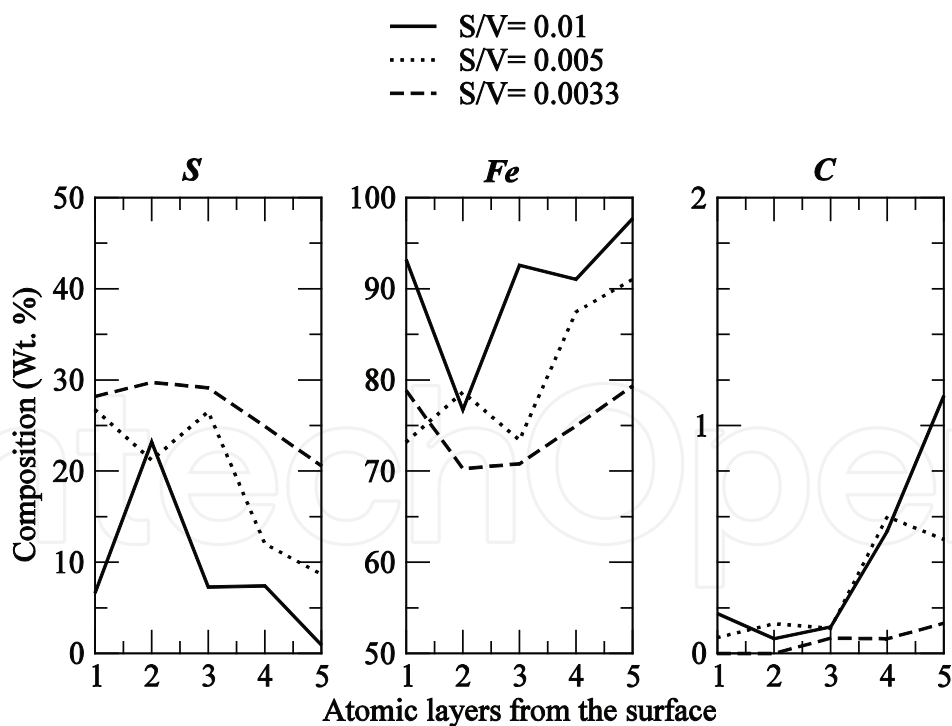 S/V= 0.01
S/V= 0.005
S/V= 0.0033
S Fe C
50 100 2
40 90
30 80
20 70 1
10 60
0 50 0
1 2 3 4 5 1 2 3 4 5 1 2 3 4 5
Composition (Wt. %)
Atomic layers from the surface
IntechOpen